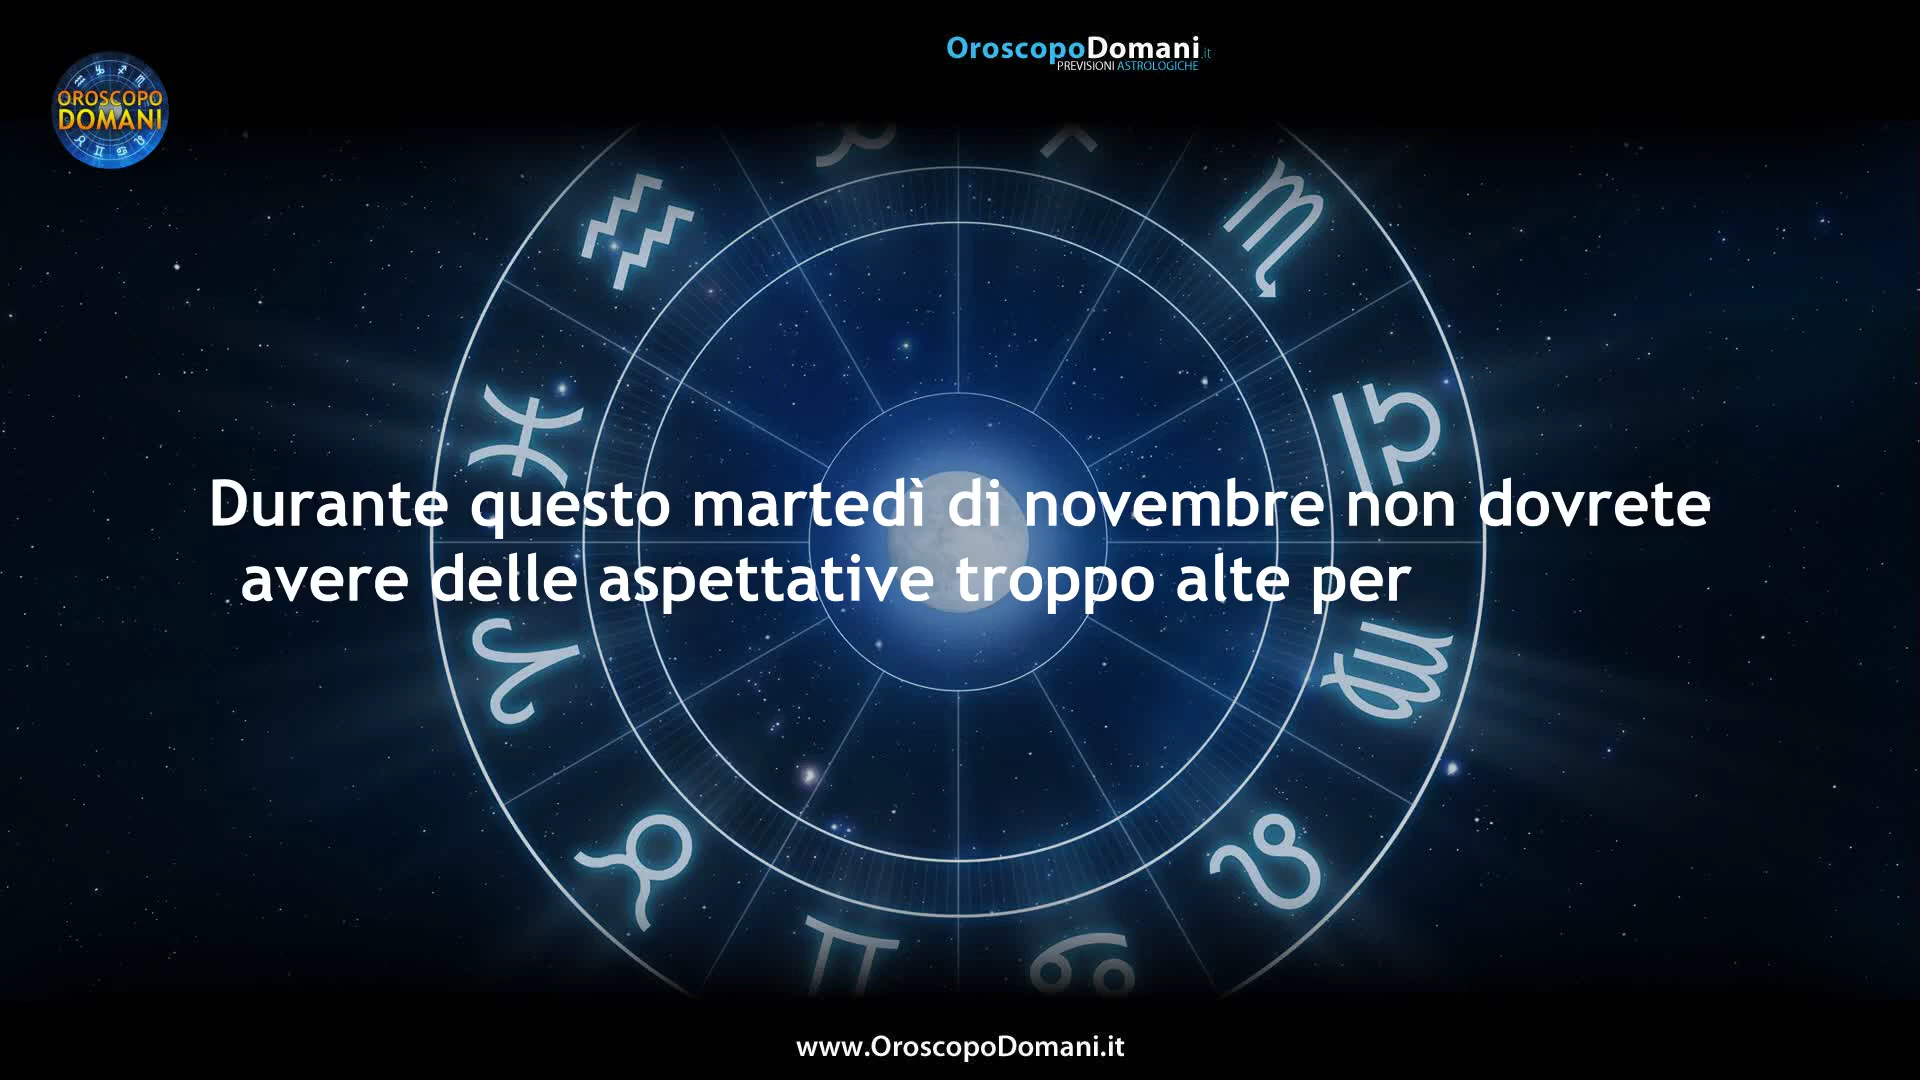 OroscopoDomani.it
PREVISIONI ASTROLOGICHE
OROSCOPO
DOMANI
Durante questo martedì di novembre non dovrete
avere delle aspettative troppo alte per
www.OroscopoDomani.it